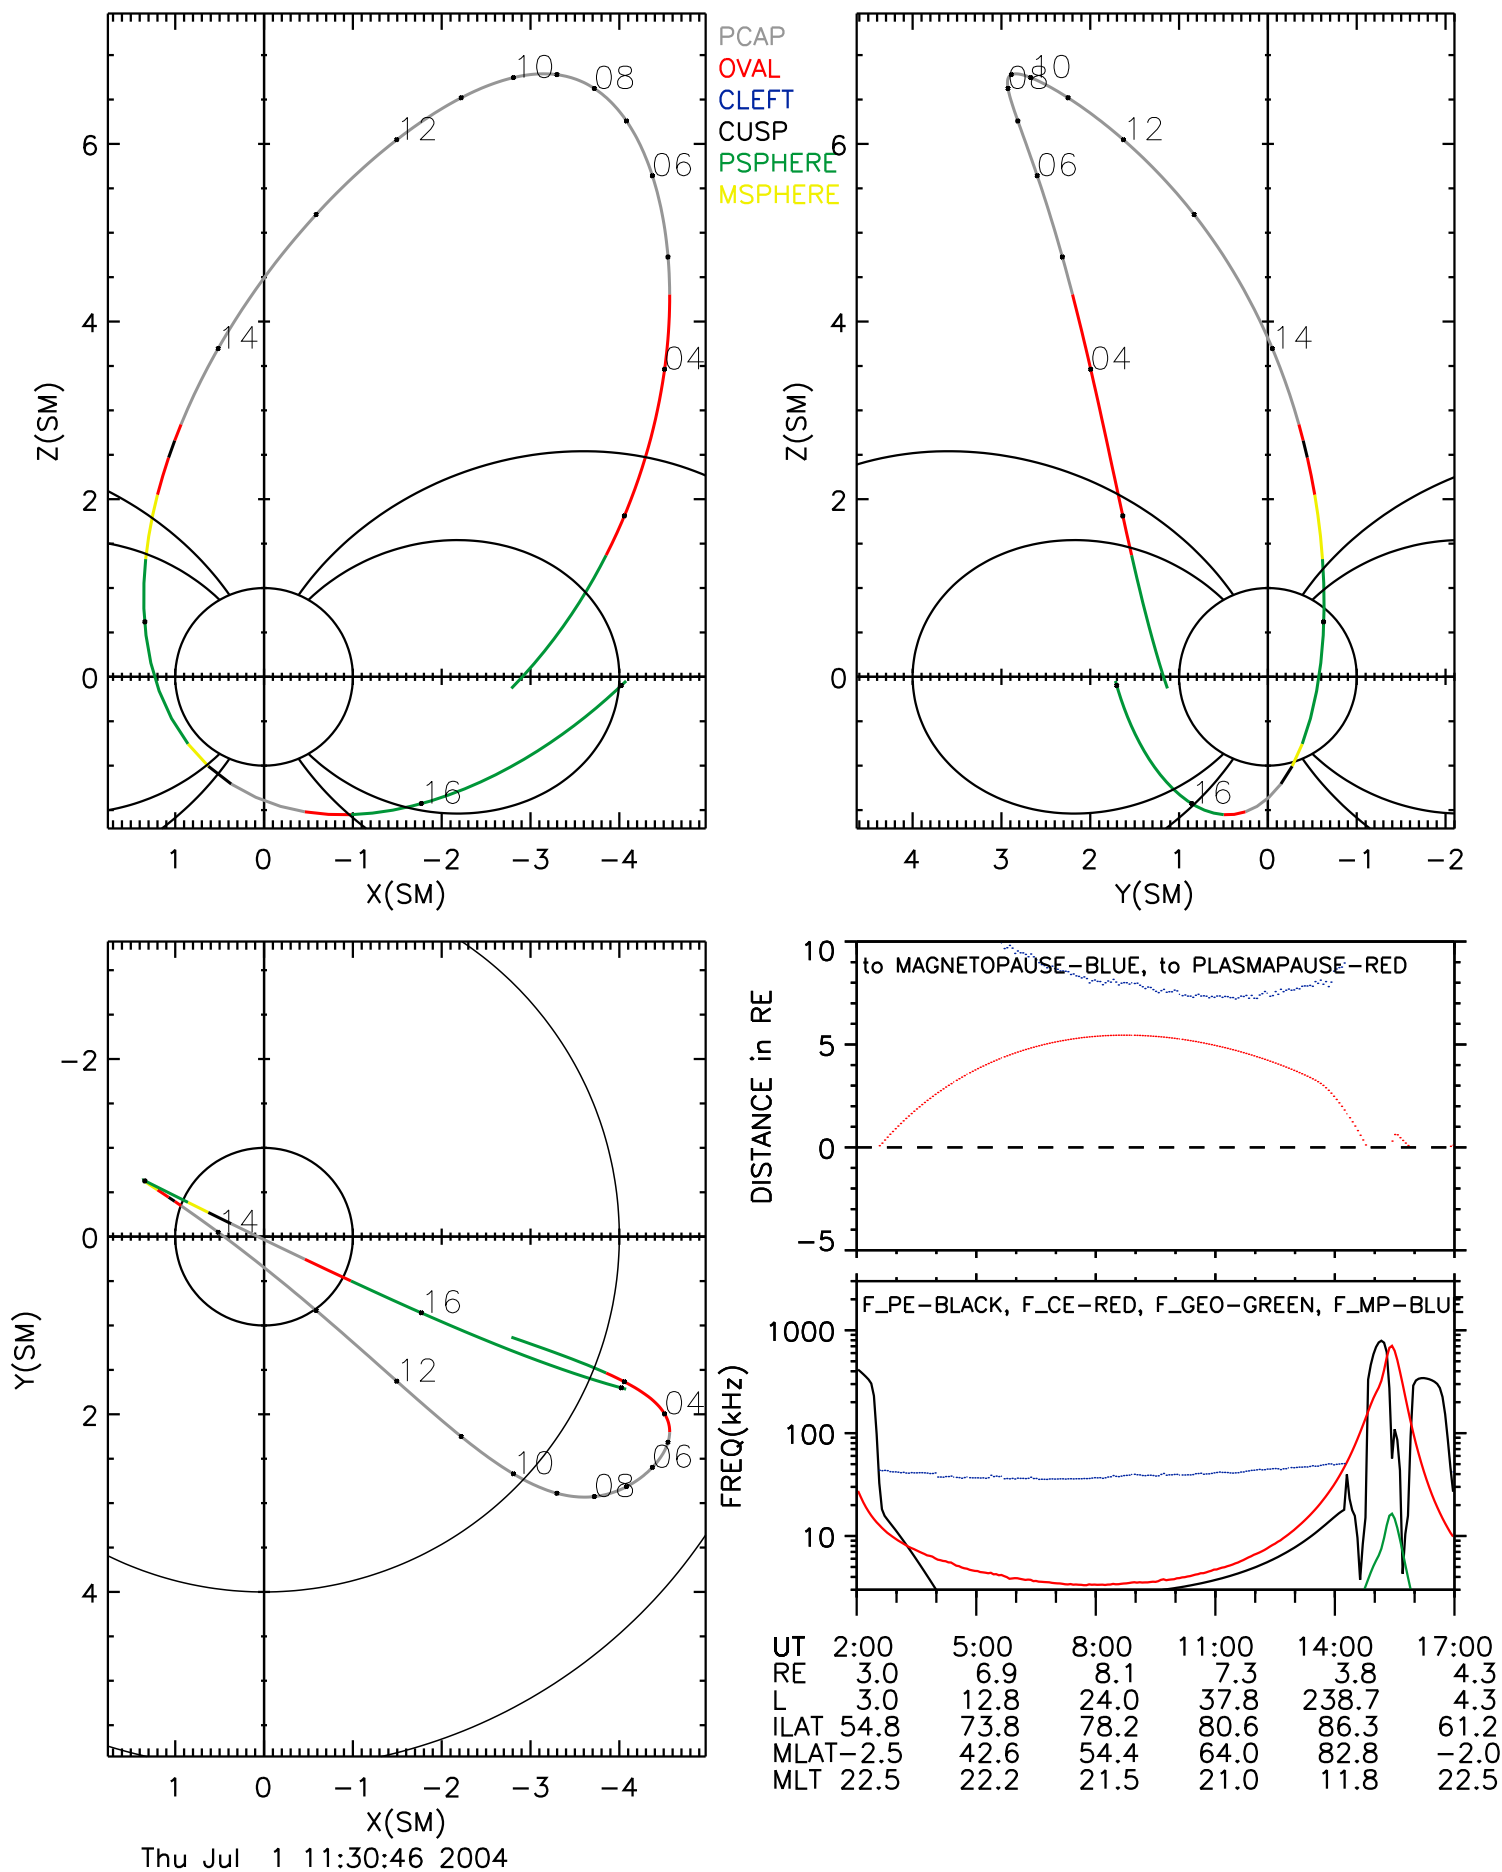 PCAP
OVAL
CLEFT
CUSP
PSPHERE
MSPHERE
Z(SM)
6
4
2
0
10
08
12
06
14
04
16
1 0 -1 -2 -3 -4
X(SM)
Z(SM)
6
4
2
0
08
10
12
06
14
04
16
4 3 2 1 0 -1 -2
Y(SM)
Y(SM)
-2
0
2
4
14
16
12
04
10
06
08
1 0 -1 -2 -3 -4
X(SM)
DISTANCE in RE
10
5
0
-5
to MAGNETOPAUSE-BLUE, to PLASMAPAUSE-RED
FREQ(kHz)
1000
100
10
F_PE-BLACK, F_CE-RED, F_GEO-GREEN, F_MP-BLUE
UT 2:00 5:00 8:00 11:00 14:00 17:00
RE 3.0 6.9 8.1 7.3 3.8 4.3
L 3.0 12.8 24.0 37.8 238.7 4.3
ILAT 54.8 73.8 78.2 80.6 86.3 61.2
MLAT-2.5 42.6 54.4 64.0 82.8 -2.0
MLT 22.5 22.2 21.5 21.0 11.8 22.5
Thu Jul 1 11:30:46 2004